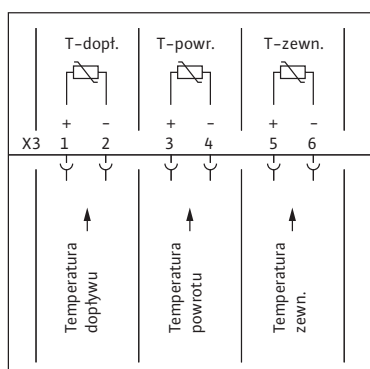 T-dopł. T-powr. T-zewn.
+ – + – + –
X3 1 2 3 4 5 6
Temperatura
dopływu
Temperatura
powrotu
Temperatura
zewn.